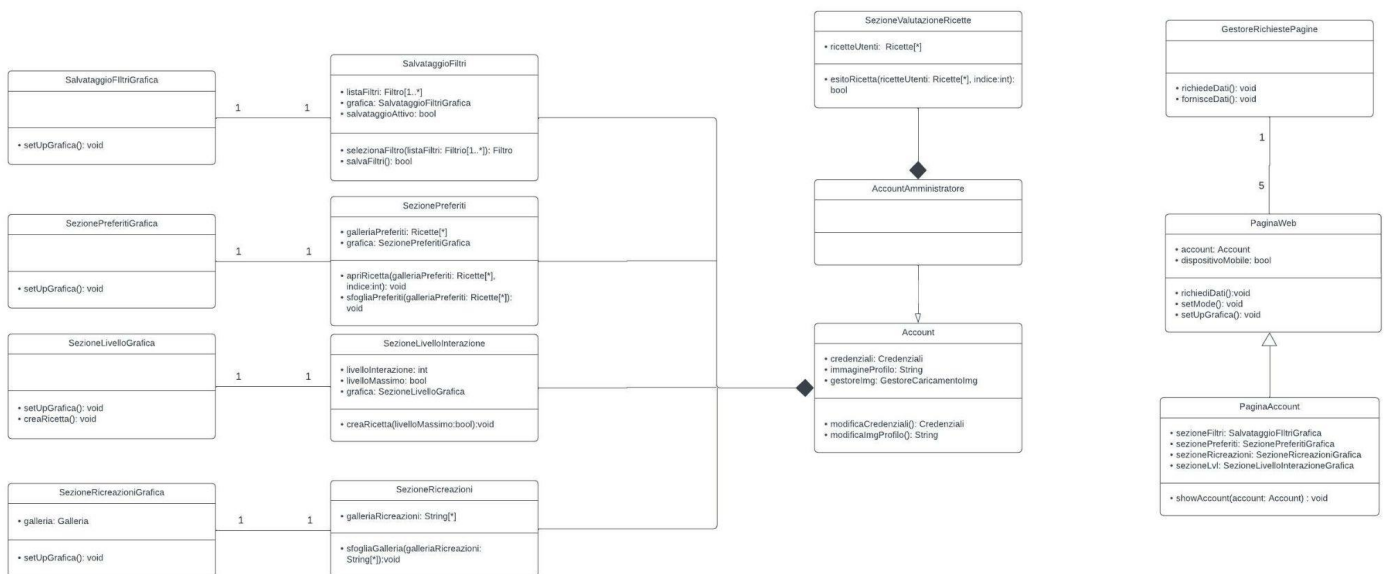 SalvataggioFIltriGrafica
• setUpGrafica(): void
1
1
SalvataggioFiltri
• listaFiltri: Filtro[1..*]
• grafica: SalvataggioFiltriGrafica
• salvataggioAttivo: bool
• selezionaFiltro(listaFiltri: Filtrio[1..*]): Filtro
• salvaFiltri(): bool
SezionePreferitiGrafica
• setUpGrafica(): void
1
1
SezionePreferiti
• galleriaPreferiti: Ricette[*]
• grafica: SezionePreferitiGrafica
• apriRicetta(galleriaPreferiti: Ricette[*],
indice:int): void
• sfogliaPreferiti(galleriaPreferiti: Ricette[*]):
void
SezioneLivelloGrafica
• setUpGrafica(): void
• creaRicetta(): void
1
1
SezioneLivelloInterazione
• livelloInterazione: int
• livelloMassimo: bool
• grafica: SezioneLivelloGrafica
• creaRicetta(livelloMassimo:bool):void
SezioneRicreazioniGrafica
• galleria: Galleria
• setUpGrafica(): void
1
1
SezioneRicreazioni
• galleriaRicreazioni: String[*]
• sfogliaGalleria(galleriaRicreazioni:
String[*]):void
SezioneValutazioneRicette
• ricetteUtenti: Ricette[*]
• esitoRicetta(ricetteUtenti: Ricette[*], indice:int):
bool
AccountAmministratore
Account
• credenziali: Credenziali
• immagineProfilo: String
• gestoreImg: GestoreCaricamentoImg
• modificaCredenziali(): Credenziali
• modificaImgProfilo(): String
GestoreRichiestePagine
• richiedeDati(): void
• fornisceDati(): void
1
5
PaginaWeb
• account: Account
• dispositivoMobile: bool
• richiediDati():void
• setMode(): void
• setUpGrafica(): void
PaginaAccount
• sezioneFiltri: SalvataggioFIltriGrafica
• sezionePreferiti: SezionePreferitiGrafica
• sezioneRicreazioni: SezioneRicreazioniGrafica
• sezioneLvl: SezioneLivelloInterazioneGrafica
• showAccount(account: Account) : void